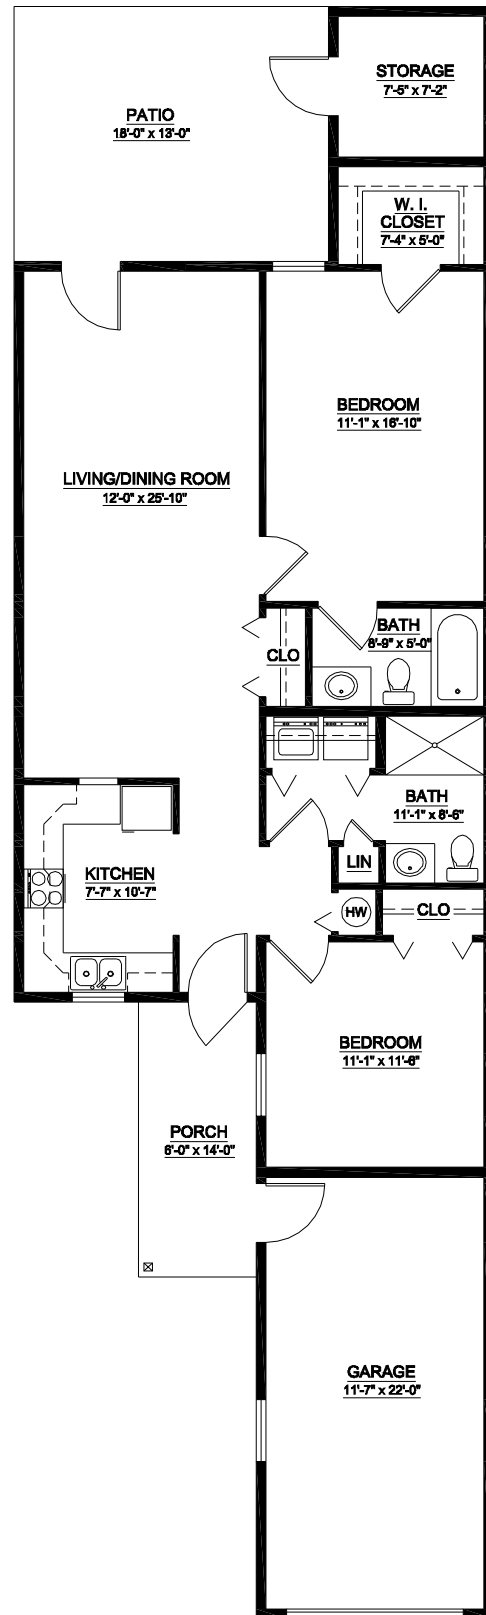 STORAGE
7'-5" x 7'-2"
PATIO
18'-0" x 13'-0"
W. I.
CLOSET
7'-4" x 5'-0"
BEDROOM
11'-1" x 16'-10"
LIVING/DINING ROOM
12'-0" x 25'-10"
BATH
8'-9" x 5'-0"
CLO
BATH
11'-1" x 8'-6"
LIN
KITCHEN
7'-7" x 10'-7"
HW
CLO
BEDROOM
11'-1" x 11'-6"
PORCH
6'-0" x 14'-0"
GARAGE
11'-7" x 22'-0"